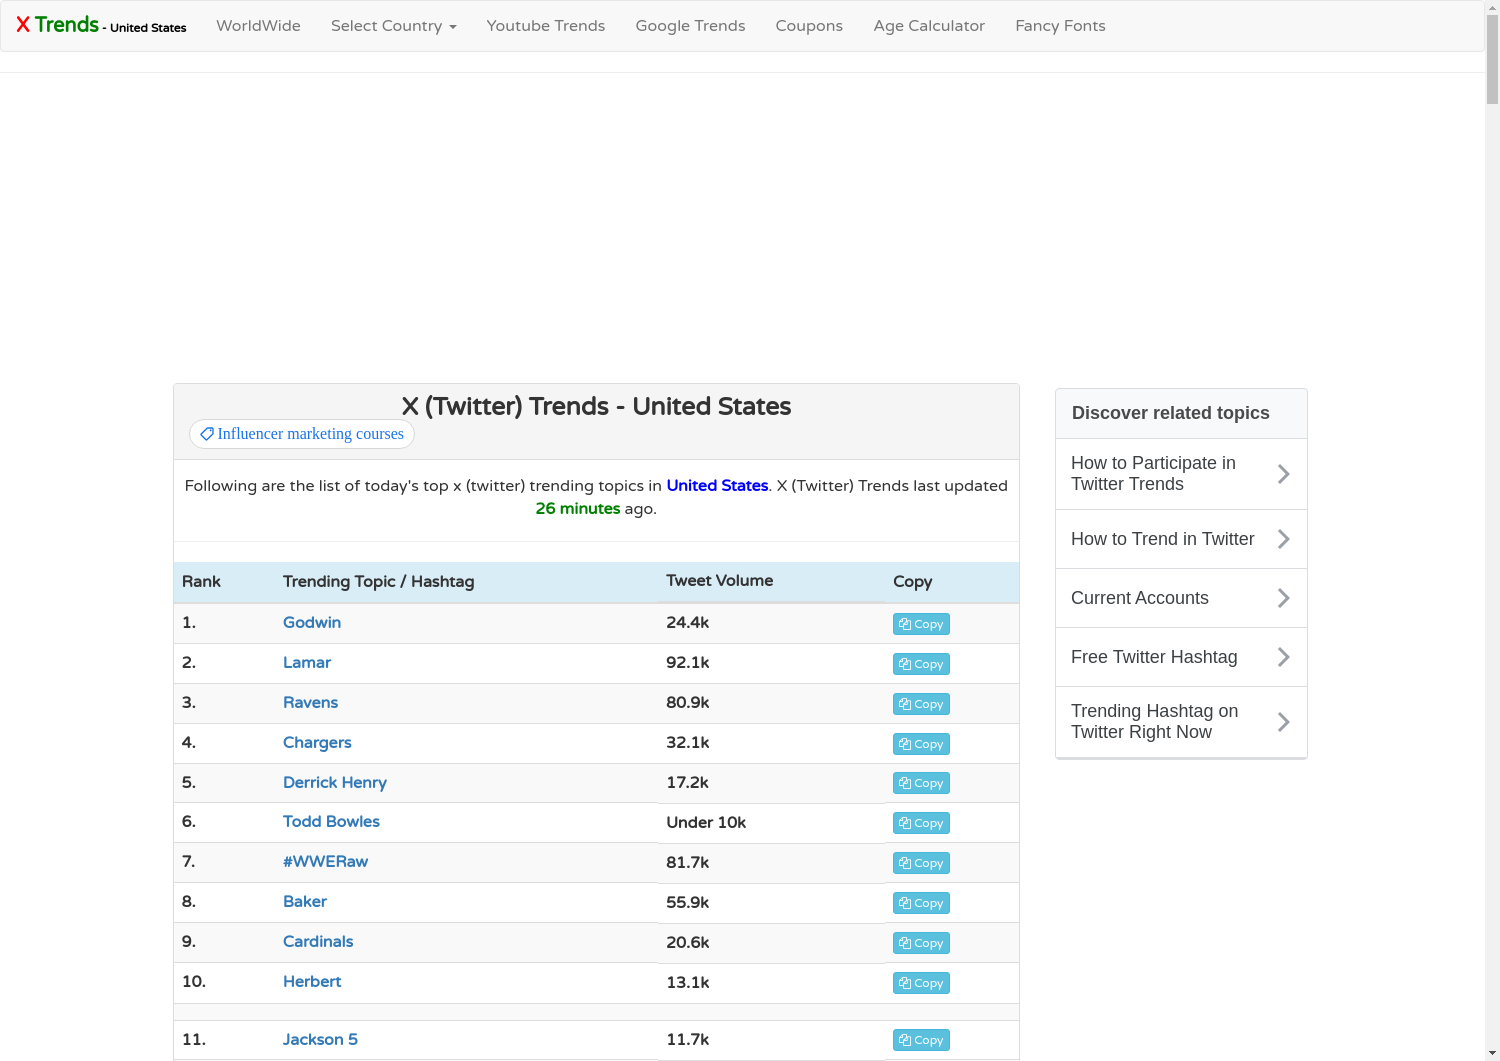 X Trends - United States WorldWide Select Country Youtube Trends Google Trends Coupons Age Calculator Fancy Fonts
X (Twitter) Trends - United States
Influencer marketing courses
Following are the list of today's top x (twitter) trending topics in United States. X (Twitter) Trends last updated
26 minutes ago.
Rank Trending Topic / Hashtag Tweet Volume Copy
1. Godwin 24.4k Copy
2. Lamar 92.1k Copy
3. Ravens 80.9k Copy
4. Chargers 32.1k Copy
5. Derrick Henry 17.2k Copy
6. Todd Bowles Under 10k Copy
7. #WWERaw 81.7k Copy
8. Baker 55.9k Copy
9. Cardinals 20.6k Copy
10. Herbert 13.1k Copy
11. Jackson 5 11.7k Copy
Discover related topics
How to Participate in
Twitter Trends
How to Trend in Twitter
Current Accounts
Free Twitter Hashtag
Trending Hashtag on
Twitter Right Now